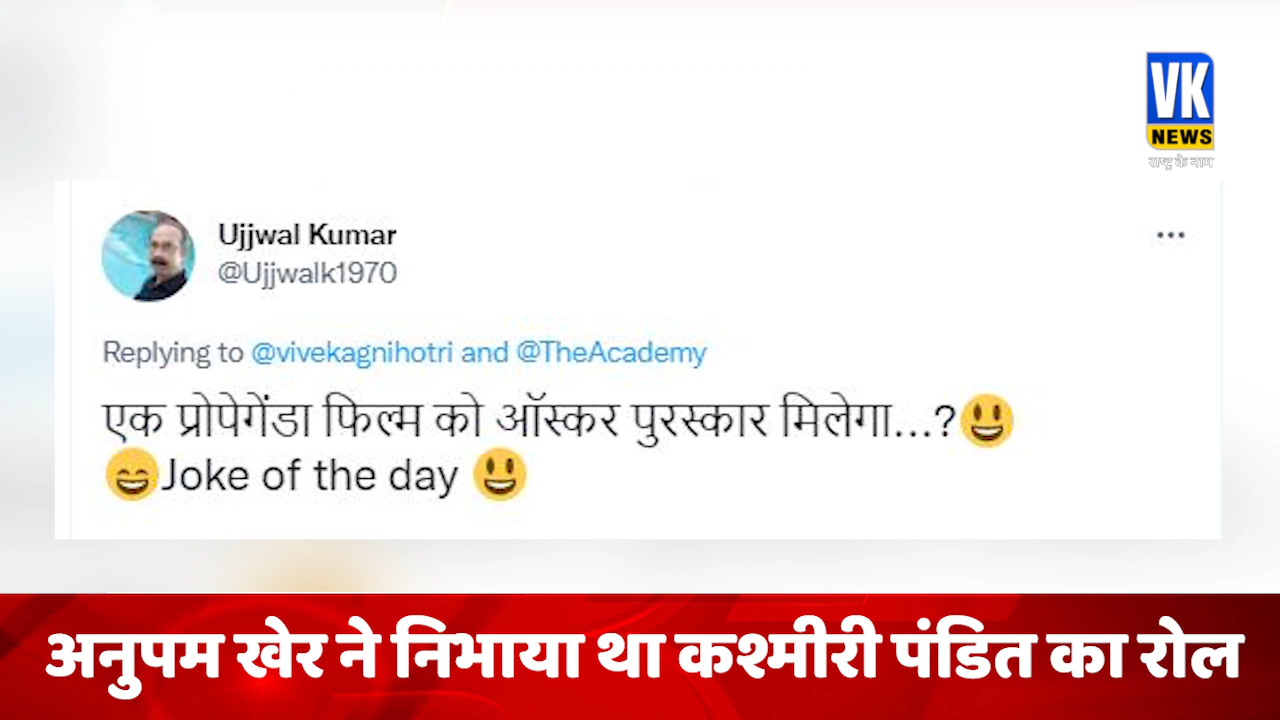 VK
NEWS
राष्ट्र के नाम
Ujjwal Kumar
@Ujjwalk1970
Replying to @vivekagnihotri and @TheAcademy
एक प्रोपेगेंडा फिल्म को ऑस्कर पुरस्कार मिलेगा...?😃
😄Joke of the day 😃
अनुपम खेर ने निभाया था कश्मीरी पंडित का रोल